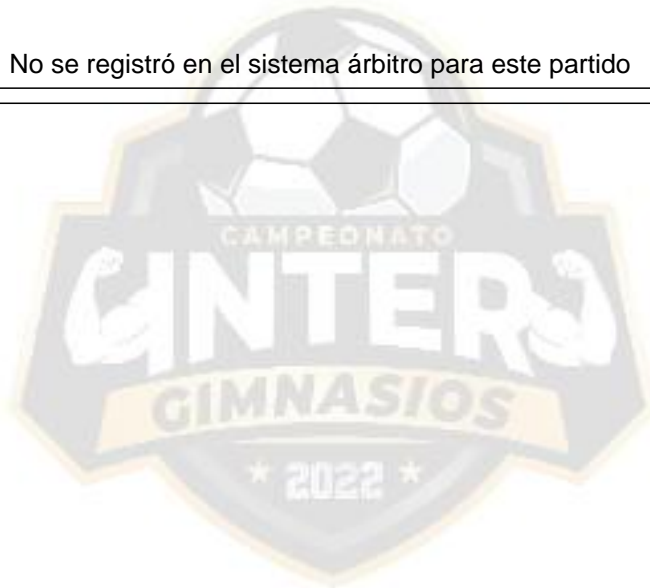 No se registró en el sistema árbitro para este partido
CAMPEONATO
INTER
GIMNASIOS
* 2022 *